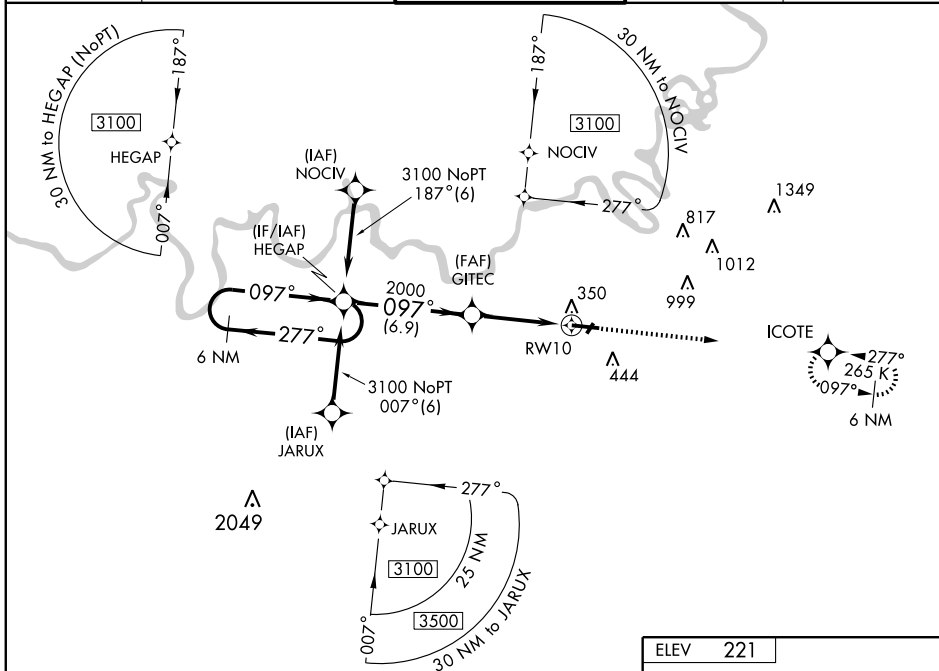 30 NM to HEGAP (NoPT)
187°
3100
HEGAP
007°
30 NM to NOCIV
187°
3100
NOCIV
277°
(IAF)
NOCIV
3100 NoPT
187°(6)
(IF/IAF)
HEGAP
097°
277°
6 NM
2000
097°
(6.9)
(FAF)
GITEC
3100 NoPT
007°(6)
(IAF)
JARUX
350
RW10
444
817
1349
1012
999
ICOTE
277°
265 K
097°
6 NM
2049
277°
JARUX
3100
25 NM
3500
007°
30 NM to JARUX
ELEV 221